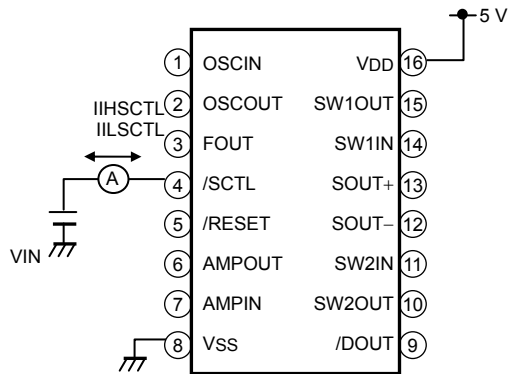 5 V
1 OSCIN VDD 16
IIHSCTL 2 OSCOUT SW1OUT 15
IILSCTL 3 FOUT SW1IN 14
A 4 /SCTL SOUT+ 13
5 /RESET SOUT− 12
VIN 6 AMPOUT SW2IN 11
7 AMPIN SW2OUT 10
8 VSS /DOUT 9